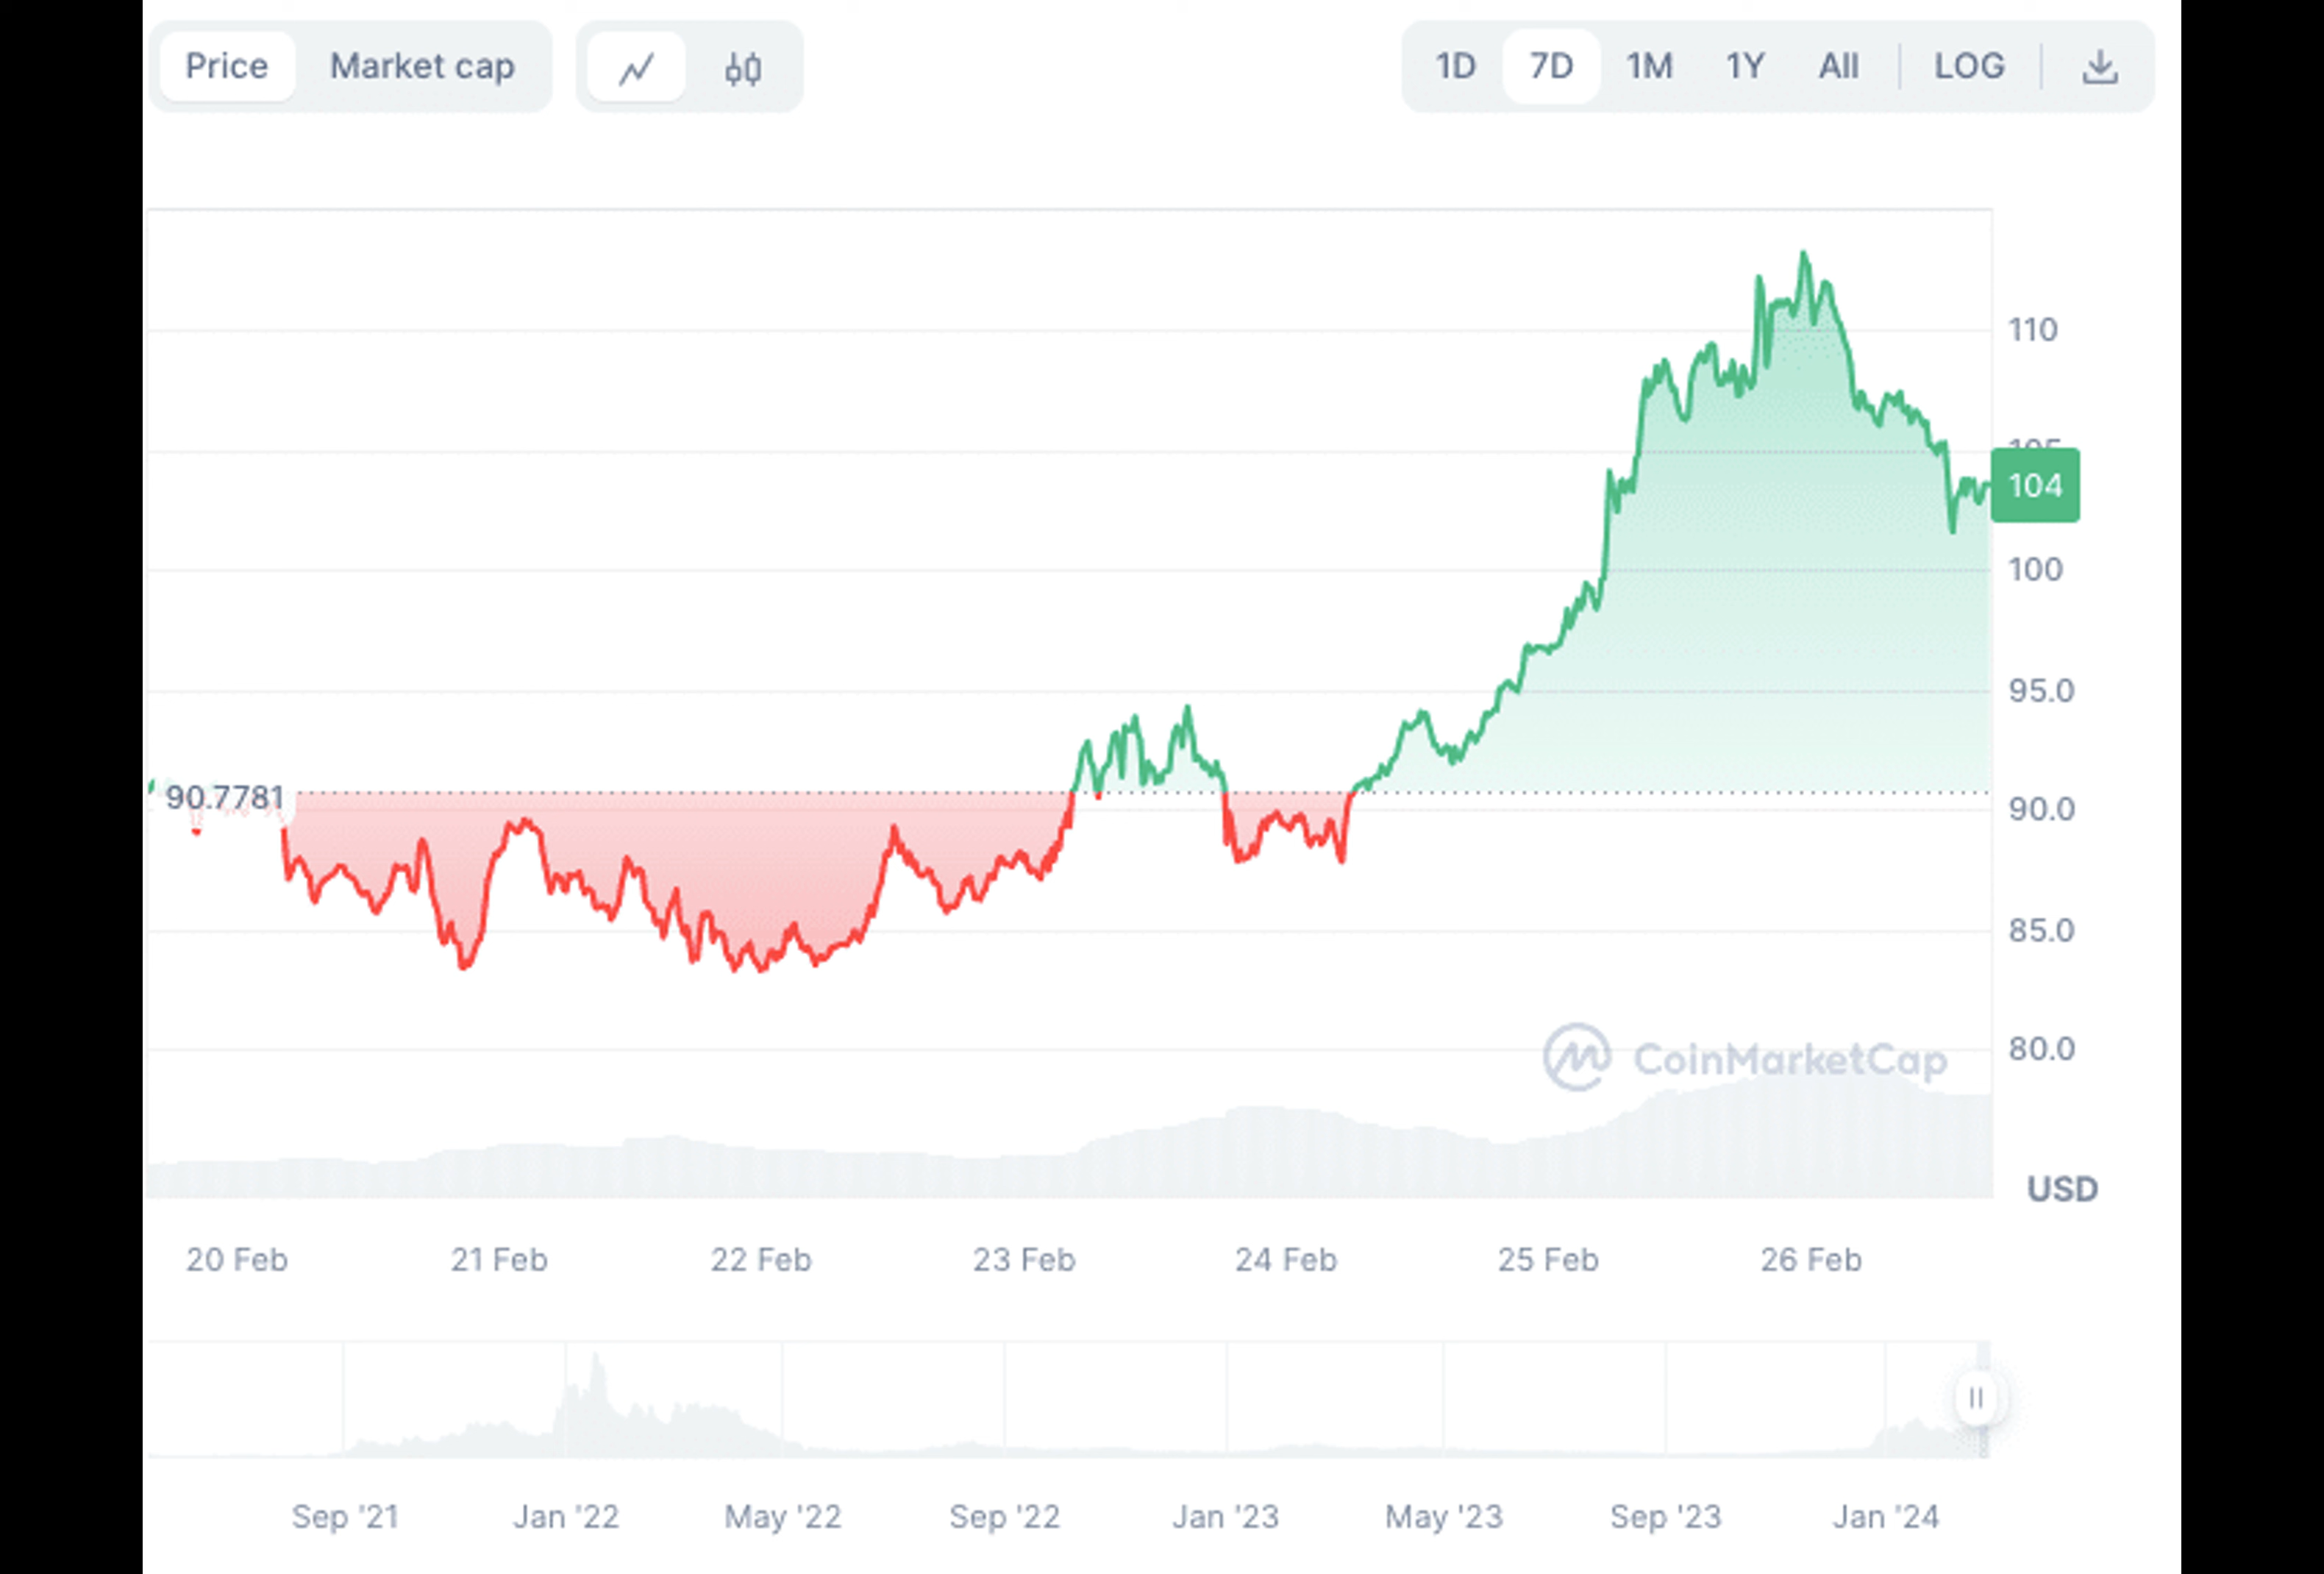 Price Market cap 1D 7D 1M 1Y All LOG
110
105
104
100
95.0
90.7781
90.0
85.0
80.0
CoinMarketCap
USD
20 Feb 21 Feb 22 Feb 23 Feb 24 Feb 25 Feb 26 Feb
Sep '21 Jan '22 May '22 Sep '22 Jan '23 May '23 Sep '23 Jan '24